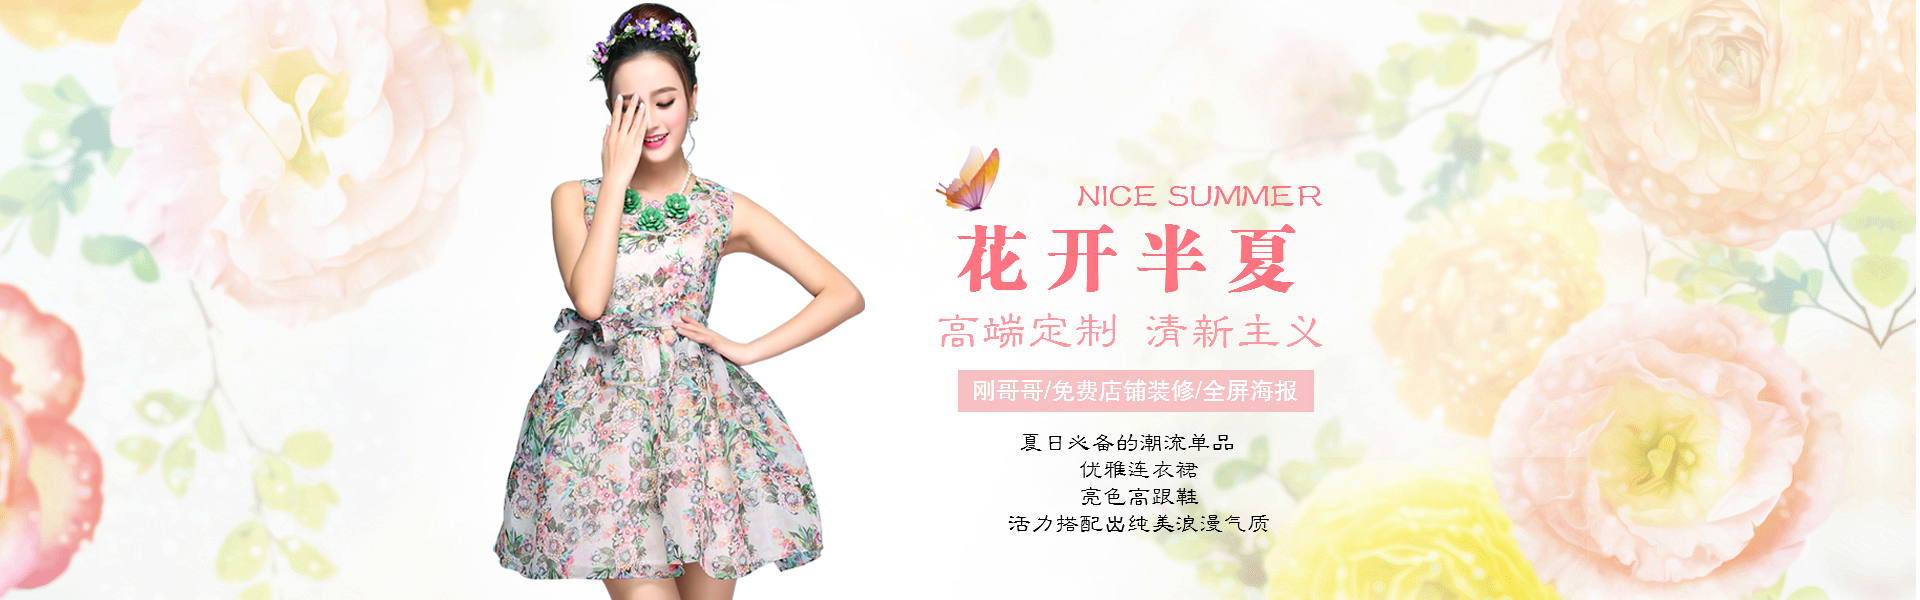 NICE SUMMER
花开半夏
高端定制 清新主义
刚哥哥/免费店铺装修/全屏海报
夏日必备的潮流单品
优雅连衣裙
亮色高跟鞋
活力搭配出纯美浪漫气质